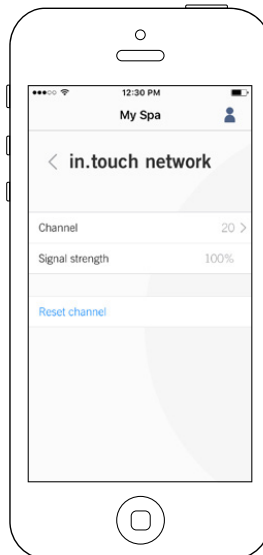 12:30 PM
My Spa
in.touch network
Channel 20
Signal strength 100%
Reset channel